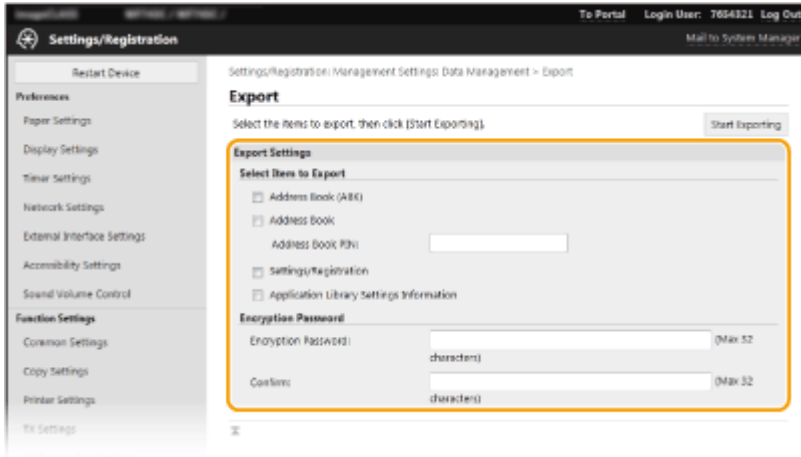 To Portal Login User: 7654321 Log Out
Settings/Registration
Mail to System Manager
Restart Device
Preferences
Paper Settings
Display Settings
Timer Settings
Network Settings
External Interface Settings
Accessibility Settings
Sound Volume Control
Function Settings
Common Settings
Copy Settings
Printer Settings
TX Settings
Settings/Registration: Management Settings: Data Management > Export
Export
Select the items to export, then click [Start Exporting].
Start Exporting
Export Settings
Select Item to Export
Address Book (ABK)
Address Book
Address Book PIN:
Settings/Registration
Application Library Settings Information
Encryption Password
Encryption Password: (Max 32
characters)
Confirm: (Max 32
characters)